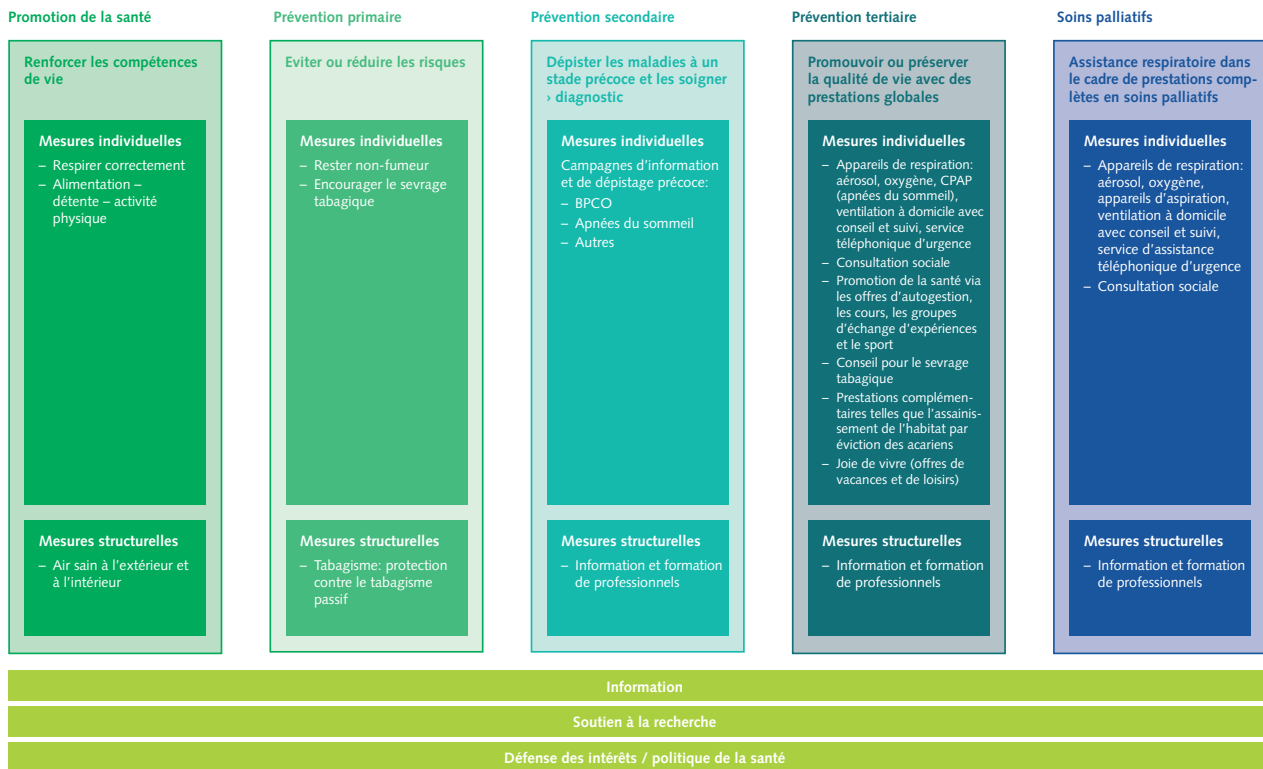 Promotion de la santé
Renforcer les compétences
de vie
Mesures individuelles
– Respirer correctement
– Alimentation –
détente – activité
physique
Mesures structurelles
– Air sain à l'extérieur et
à l'intérieur
Prévention primaire
Eviter ou réduire les risques
Mesures individuelles
– Rester non-fumeur
– Encourager le sevrage
tabagique
Mesures structurelles
– Tabagisme: protection
contre le tabagisme
passif
Prévention secondaire
Dépister les maladies à un
stade précoce et les soigner
› diagnostic
Mesures individuelles
Campagnes d'information
et de dépistage précoce:
– BPCO
– Apnées du sommeil
– Autres
Mesures structurelles
– Information et formation
de professionnels
Prévention tertiaire
Promouvoir ou préserver
la qualité de vie avec des
prestations globales
Mesures individuelles
– Appareils de respiration:
aérosol, oxygène, CPAP
(apnées du sommeil),
ventilation à domicile avec
conseil et suivi, service
téléphonique d'urgence
– Consultation sociale
– Promotion de la santé via
les offres d'autogestion,
les cours, les groupes
d'échange d'expériences
et le sport
– Conseil pour le sevrage
tabagique
– Prestations complémen-
taires telles que l'assainis-
sement de l'habitat par
éviction des acariens
– Joie de vivre (offres de
vacances et de loisirs)
Mesures structurelles
– Information et formation
de professionnels
Soins palliatifs
Assistance respiratoire dans
le cadre de prestations comp-
lètes en soins palliatifs
Mesures individuelles
– Appareils de respiration:
aérosol, oxygène,
appareils d'aspiration,
ventilation à domicile
avec conseil et suivi,
service d'assistance
téléphonique d'urgence
– Consultation sociale
Mesures structurelles
– Information et formation
de professionnels
Information
Soutien à la recherche
Défense des intérêts / politique de la santé